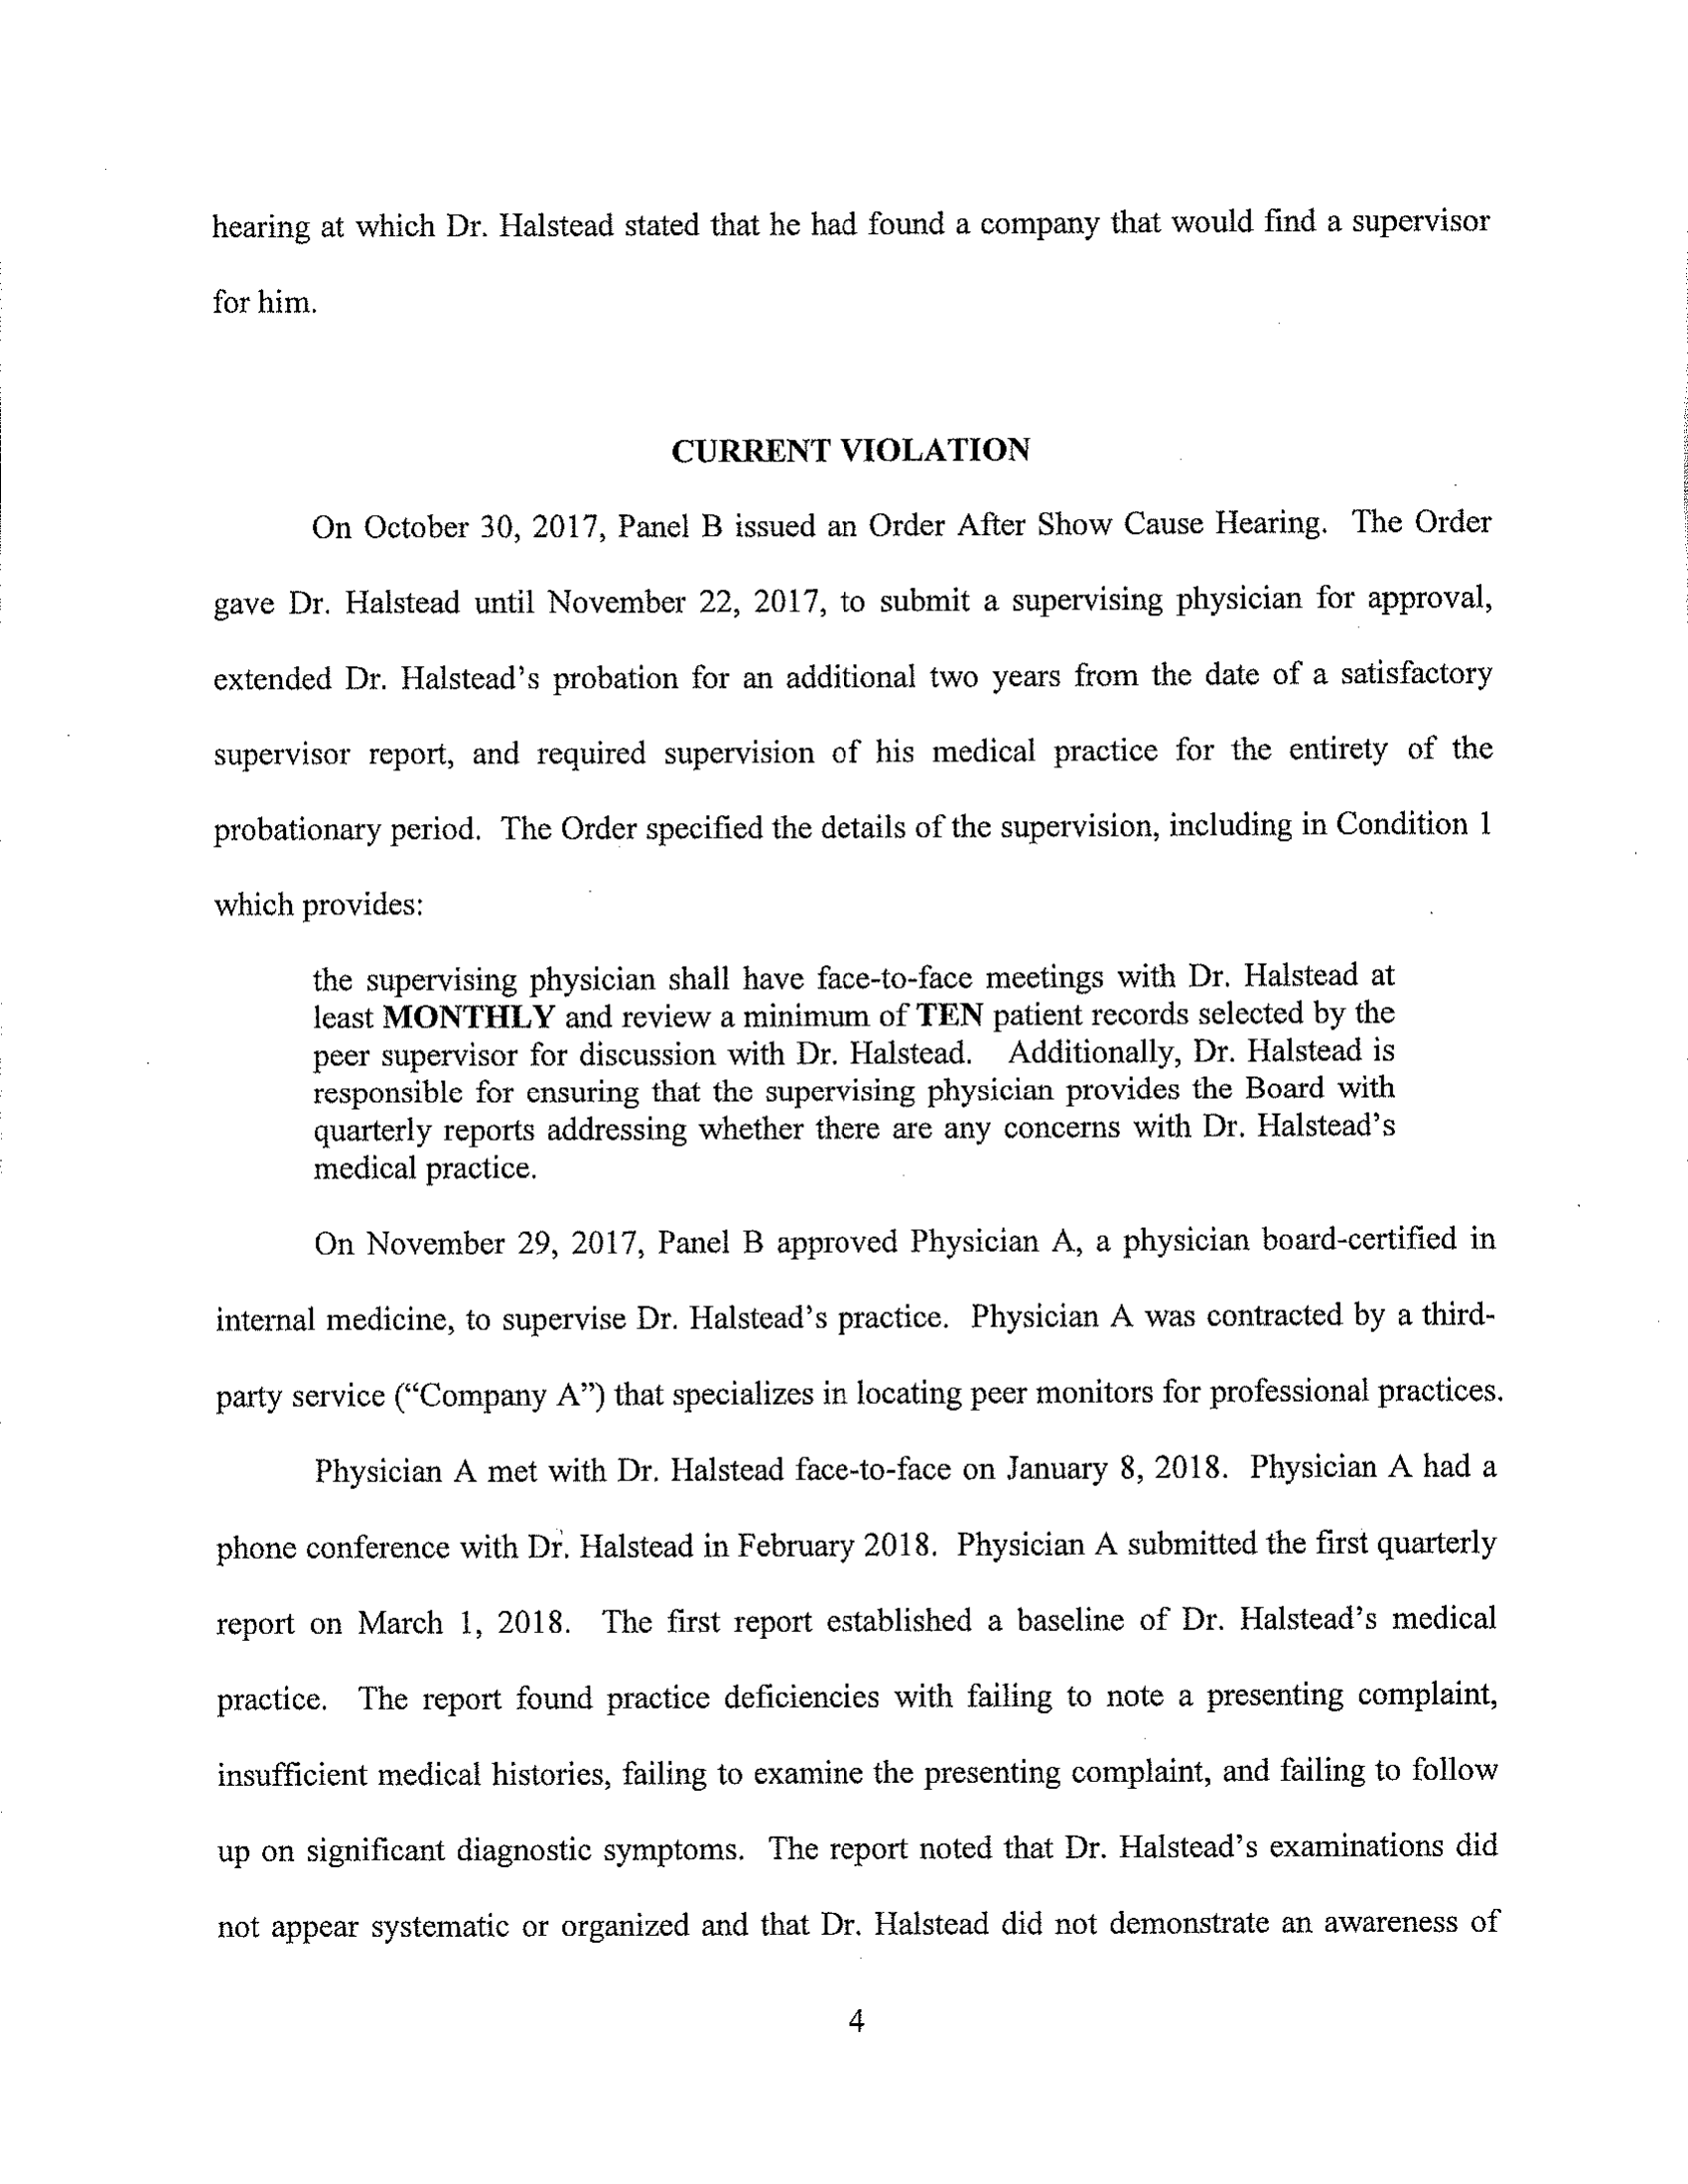 hearing at which Dr. Halstead stated that he had found a company that would find a supervisor
for him.
CURRENT VIOLATION
On October 30, 2017, Panel B issued an Order After Show Cause Hearing. The Order
gave Dr. Halstead until November 22, 2017, to submit a supervising physician for approval,
extended Dr. Halstead's probation for an additional two years from the date of a satisfactory
supervisor report, and required supervision of his medical practice for the entirety of the
probationary period. The Order specified the details of the supervision, including in Condition 1
which provides:
the supervising physician shall have face-to-face meetings with Dr. Halstead at
least MONTHLY and review a minimum of TEN patient records selected by the
peer supervisor for discussion with Dr. Halstead. Additionally, Dr. Halstead is
responsible for ensuring that the supervising physician provides the Board with
quarterly reports addressing whether there are any concerns with Dr. Halstead's
medical practice.
On November 29, 2017, Panel B approved Physician A, a physician board-certified in
internal medicine, to supervise Dr. Halstead's practice. Physician A was contracted by a third-
party service ("Company A") that specializes in locating peer monitors for professional practices.
Physician A met with Dr. Halstead face-to-face on January 8, 2018. Physician A had a
phone conference with Dr. Halstead in February 2018. Physician A submitted the first quarterly
report on March 1, 2018. The first report established a baseline of Dr. Halstead's medical
practice. The report found practice deficiencies with failing to note a presenting complaint,
insufficient medical histories, failing to examine the presenting complaint, and failing to follow
up on significant diagnostic symptoms. The report noted that Dr. Halstead's examinations did
not appear systematic or organized and that Dr. Halstead did not demonstrate an awareness of
4